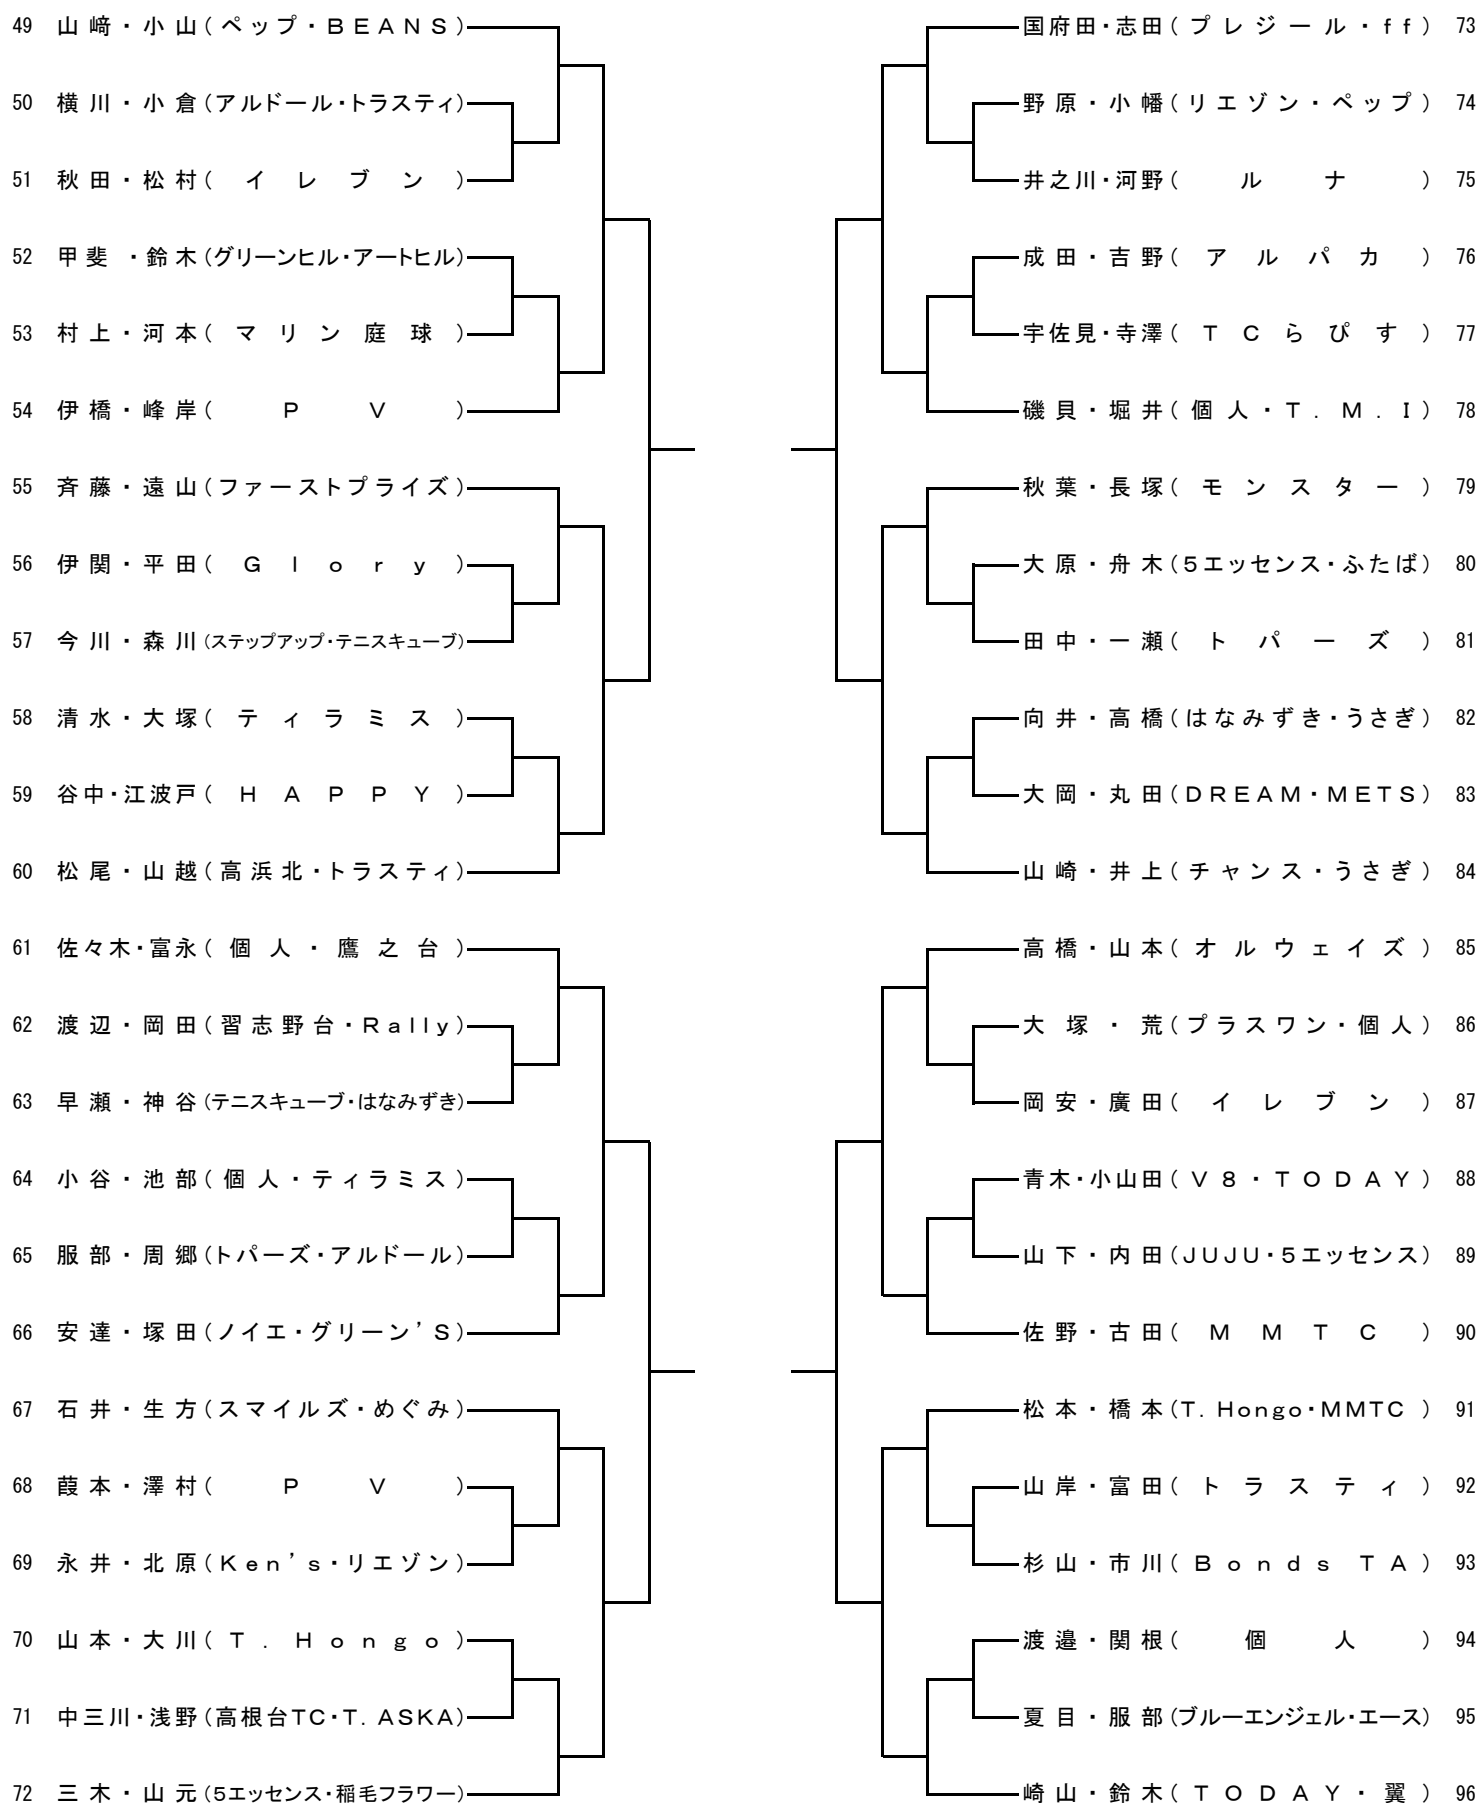 49 山﨑・小山(ペップ・BEANS)
50 横川・小倉(アルドール・トラスティ)
51 秋田・松村(イレブン)
52 甲斐・鈴木(グリーンヒル・アートヒル)
53 村上・河本(マリン庭球)
54 伊橋・峰岸(PV)
55 斉藤・遠山(ファーストプライズ)
56 伊関・平田(Glory)
57 今川・森川(ステップアップ・テニスキューブ)
58 清水・大塚(ティラミス)
59 谷中・江波戸(HAPPY)
60 松尾・山越(高浜北・トラスティ)
61 佐々木・富永(個人・鷹之台)
62 渡辺・岡田(習志野台・Rally)
63 早瀬・神谷(テニスキューブ・はなみずき)
64 小谷・池部(個人・ティラミス)
65 服部・周郷(トパーズ・アルドール)
66 安達・塚田(ノイエ・グリーン’S)
67 石井・生方(スマイルズ・めぐみ)
68 葭本・澤村(PV)
69 永井・北原(Ken’s・リエゾン)
70 山本・大川(T.Hongo)
71 中三川・浅野(高根台TC・T.ASKA)
72 三木・山元(5エッセンス・稲毛フラワー)
国府田・志田(プレジール・ff) 73
野原・小幡(リエゾン・ペップ) 74
井之川・河野(ルナ) 75
成田・吉野(アルパカ) 76
宇佐見・寺澤(TCらぴす) 77
磯貝・堀井(個人・T.M.I) 78
秋葉・長塚(モンスター) 79
大原・舟木(5エッセンス・ふたば) 80
田中・一瀬(トパーズ) 81
向井・高橋(はなみずき・うさぎ) 82
大岡・丸田(DREAM・METS) 83
山崎・井上(チャンス・うさぎ) 84
高橋・山本(オルウェイズ) 85
大塚・荒(プラスワン・個人) 86
岡安・廣田(イレブン) 87
青木・小山田(V8・TODAY) 88
山下・内田(JUJU・5エッセンス) 89
佐野・古田(MMTC) 90
松本・橋本(T.Hongo・MMTC) 91
山岸・富田(トラスティ) 92
杉山・市川(Bonds TA) 93
渡邉・関根(個人) 94
夏目・服部(ブルーエンジェル・エース) 95
崎山・鈴木(TODAY・翼) 96